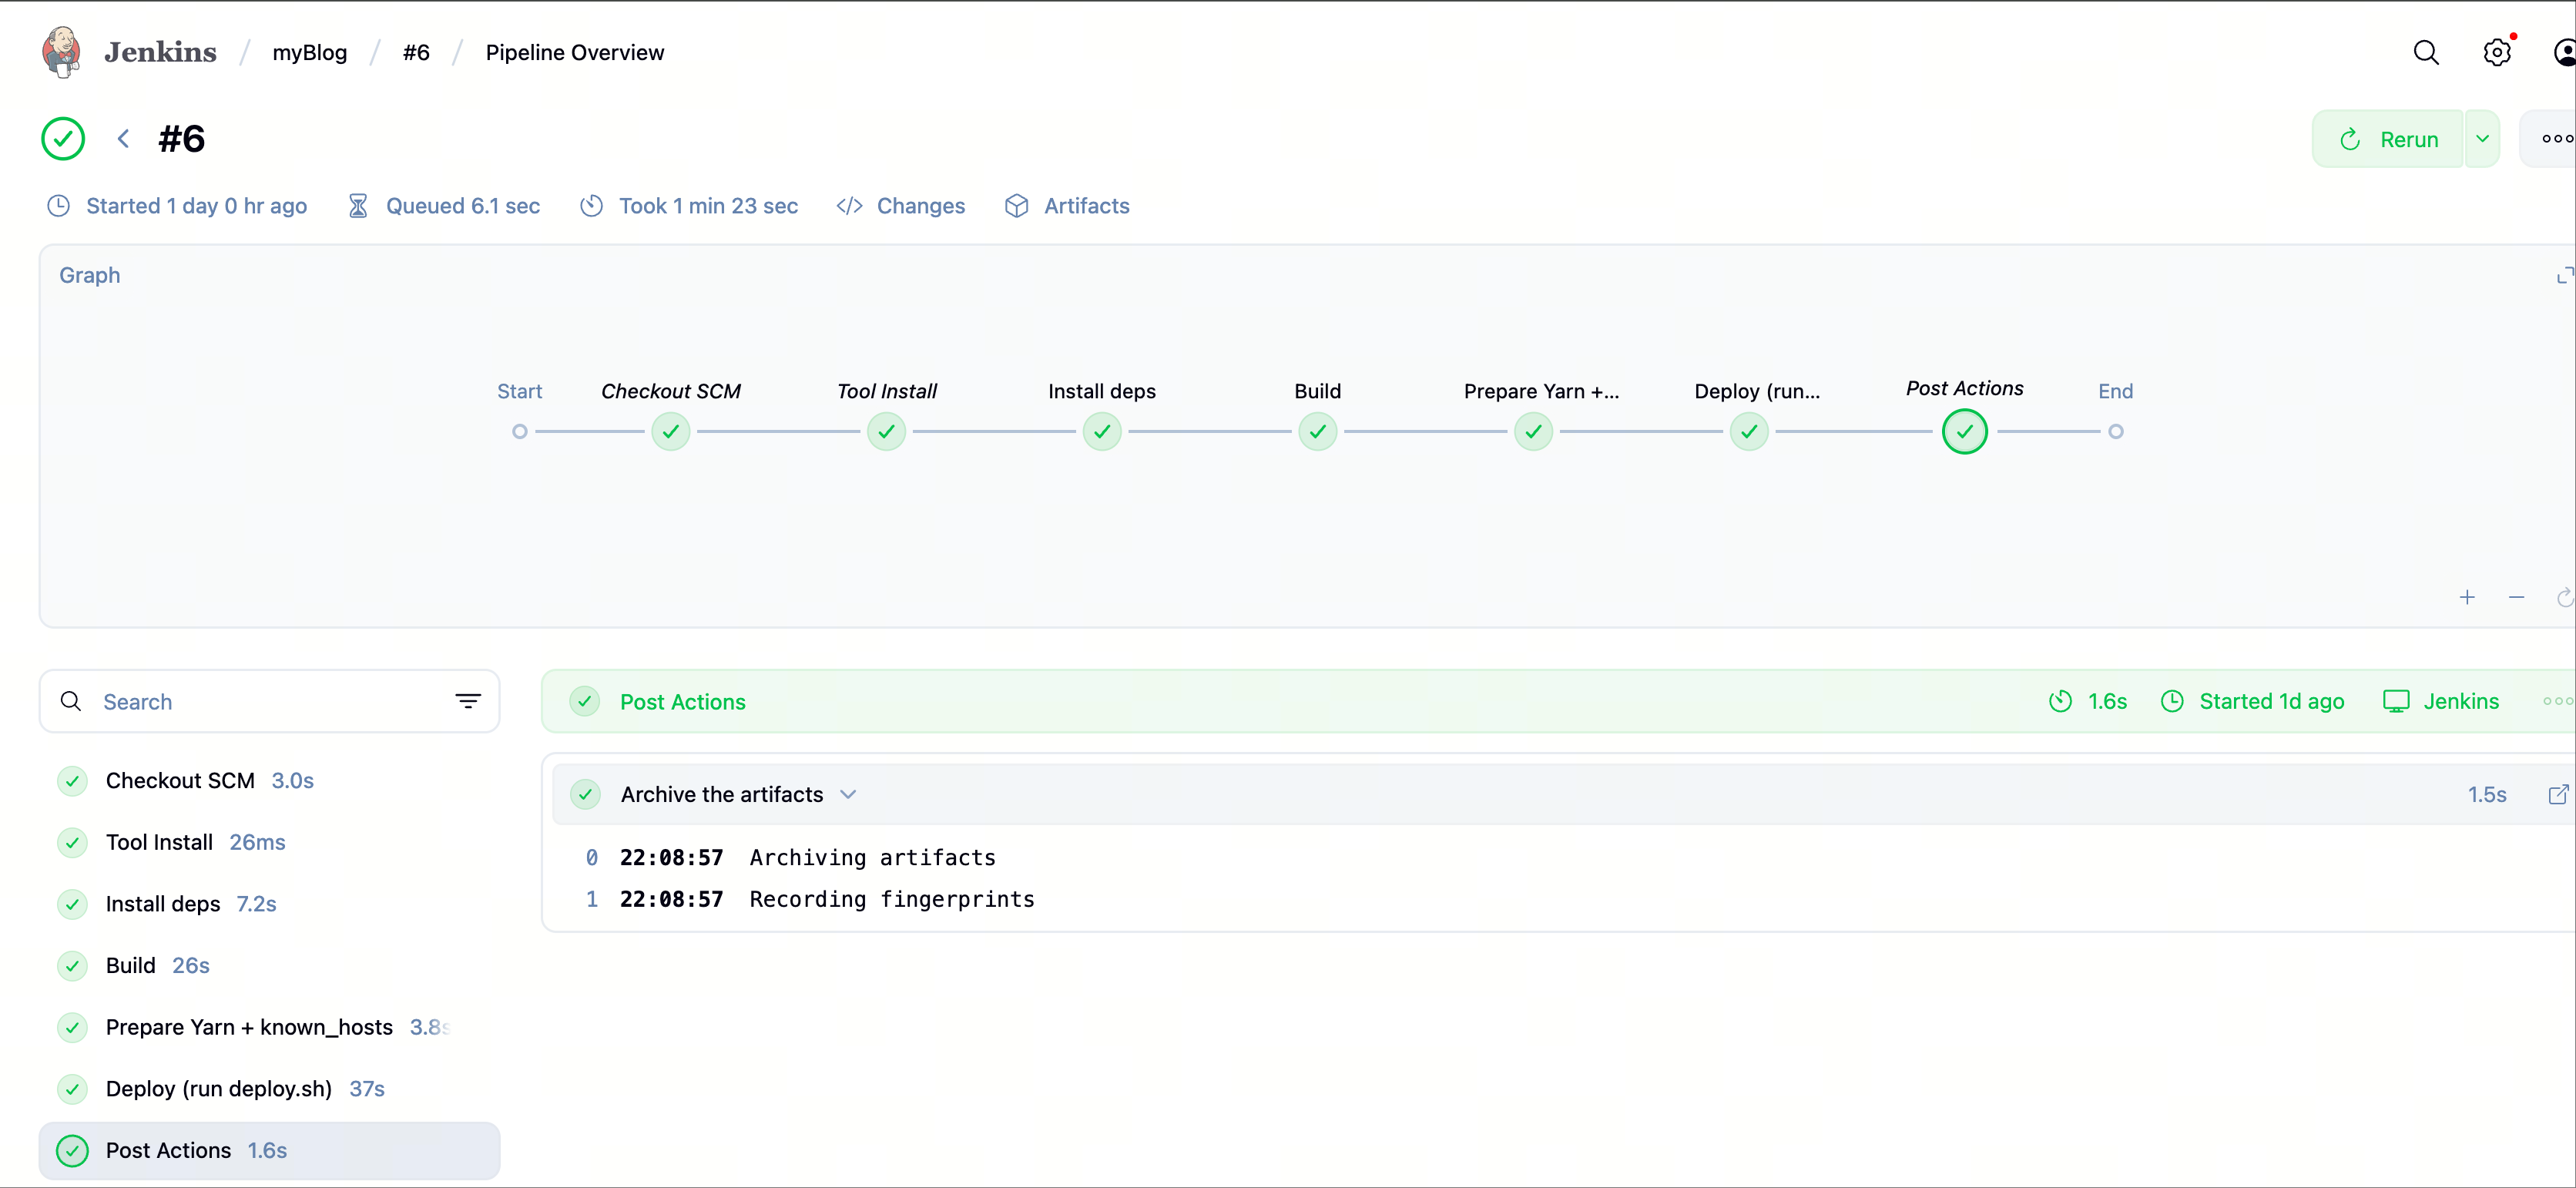 Jenkins / myBlog / #6 / Pipeline Overview
#6
Rerun
Started 1 day 0 hr ago Queued 6.1 sec Took 1 min 23 sec </> Changes Artifacts
Graph
Start Checkout SCM Tool Install Install deps Build Prepare Yarn +... Deploy (run... Post Actions End
Search
Post Actions 1.6s Started 1d ago Jenkins
Checkout SCM 3.0s
Archive the artifacts 1.5s
Tool Install 26ms
0 22:08:57 Archiving artifacts
Install deps 7.2s
1 22:08:57 Recording fingerprints
Build 26s
Prepare Yarn + known_hosts 3.8s
Deploy (run deploy.sh) 37s
Post Actions 1.6s